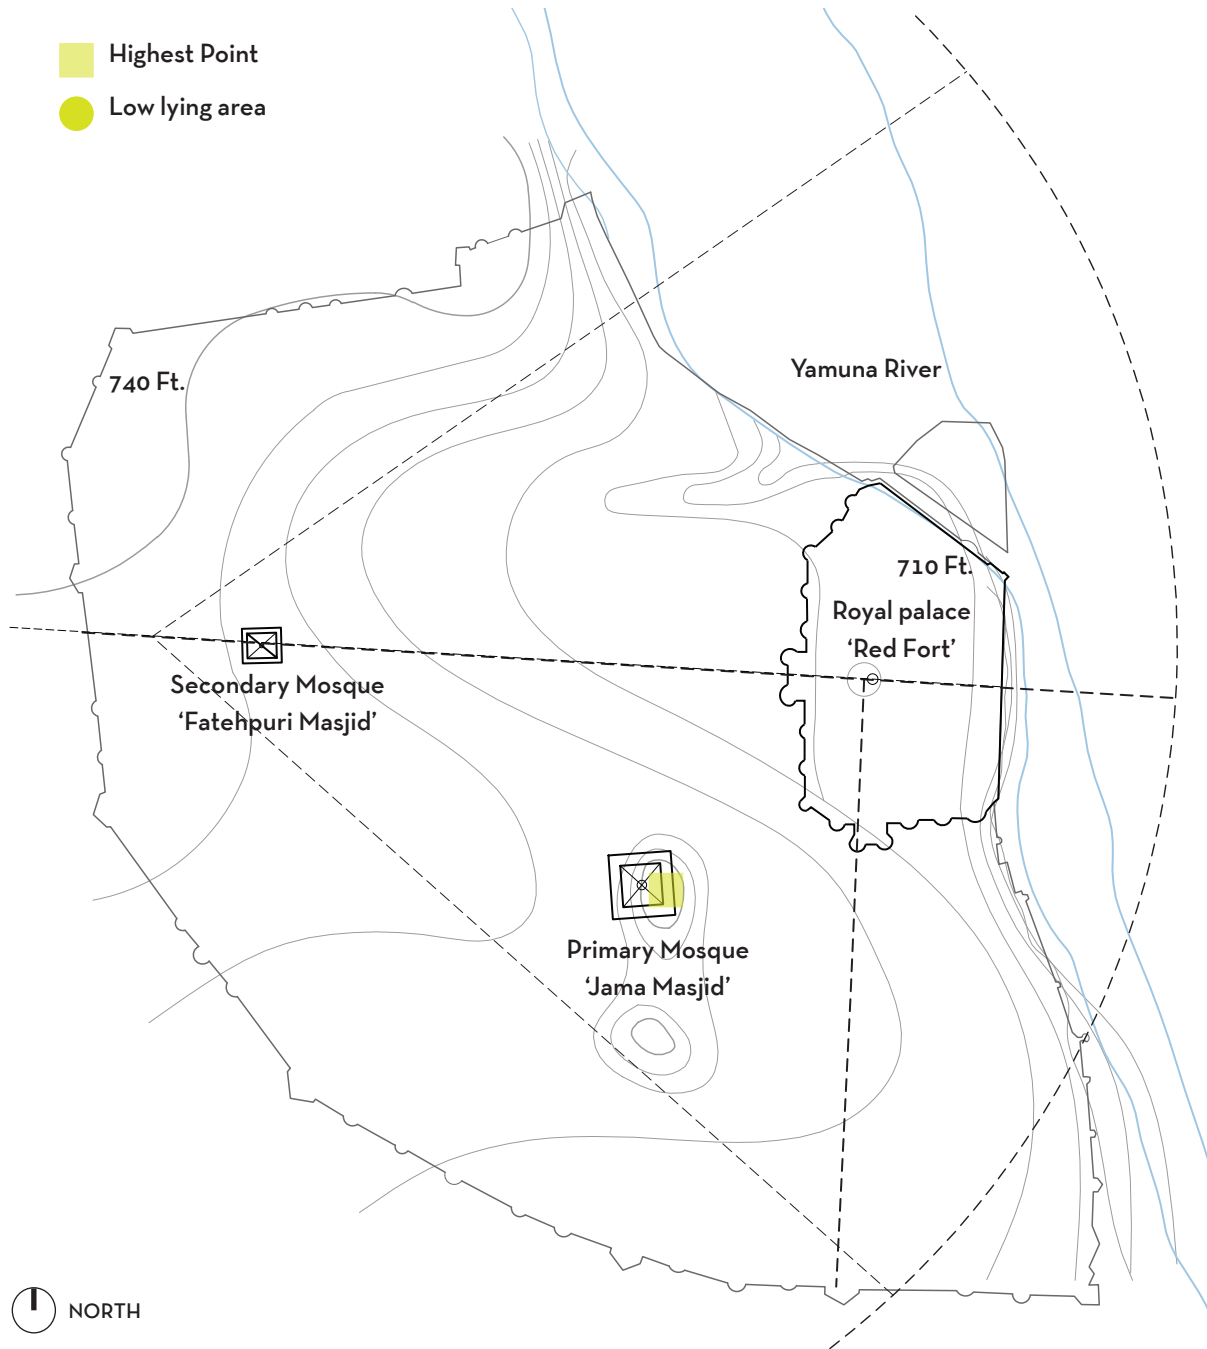 Highest Point
Low lying area
Yamuna River
740 Ft.
710 Ft.
Royal palace
‘Red Fort’
Secondary Mosque
‘Fatehpuri Masjid’
Primary Mosque
‘Jama Masjid’
NORTH